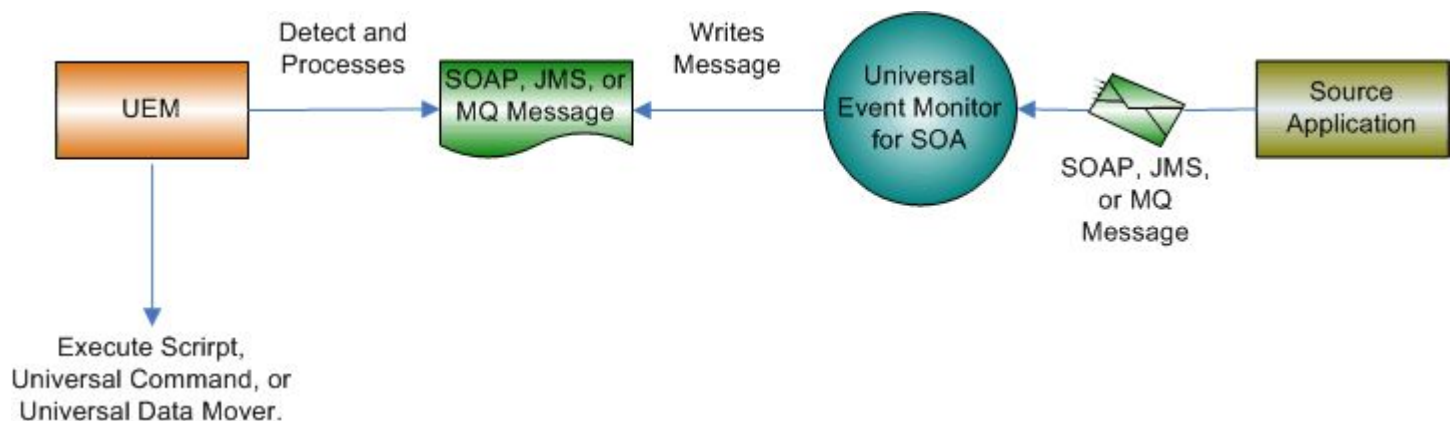 Detect and
Processes
Writes
Message
UEM
SOAP, JMS, or
MQ Message
Universal
Event Monitor
for SOA
Source
Application
SOAP, JMS,
or MQ
Message
Execute Scrirpt,
Universal Command, or
Universal Data Mover.